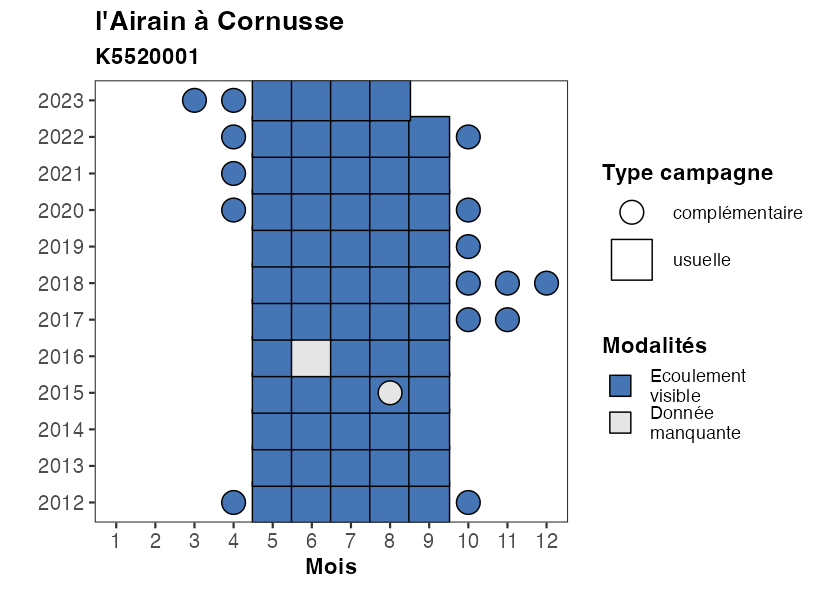 l'Airain à Cornusse
K5520001
2023
2022
2021
2020
2019
2018
2017
2016
2015
2014
2013
2012
1 2 3 4 5 6 7 8 9 10 11 12
Mois
Type campagne
complémentaire
usuelle
Modalités
Ecoulement
visible
Donnée
manquante